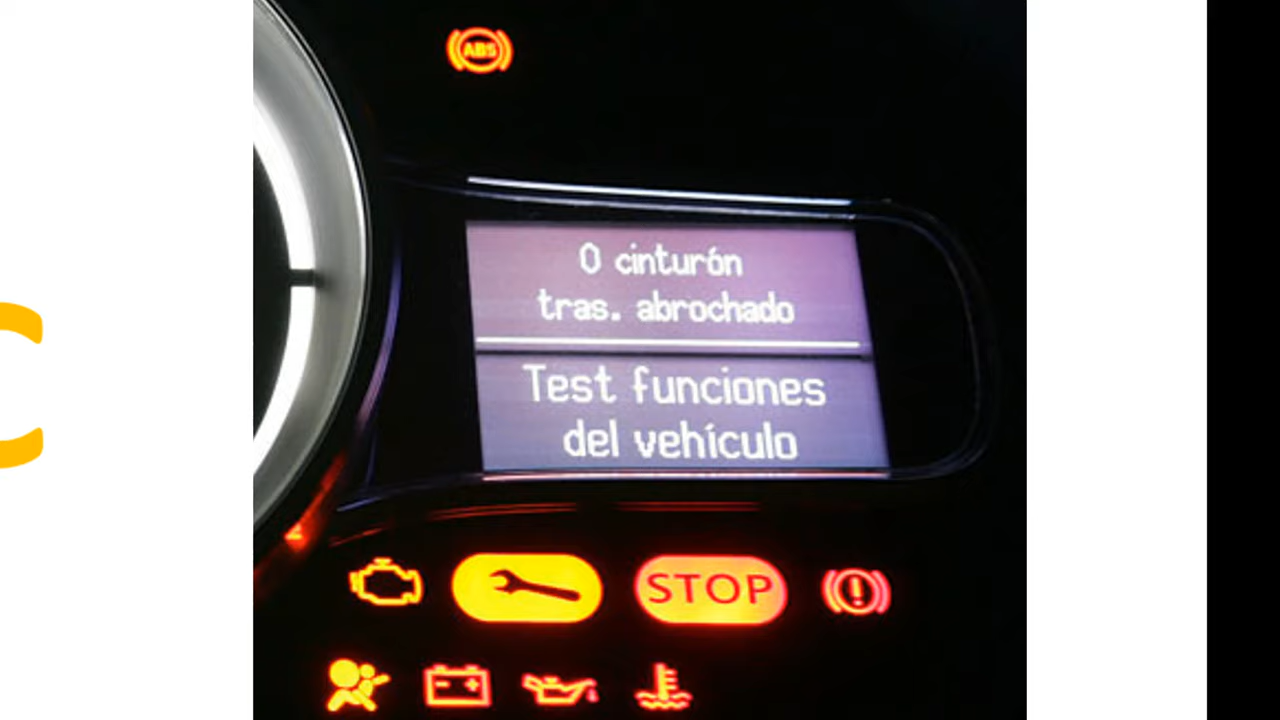 ABS
0 cinturón
tras. abrochado
Test funciones
del vehículo
STOP